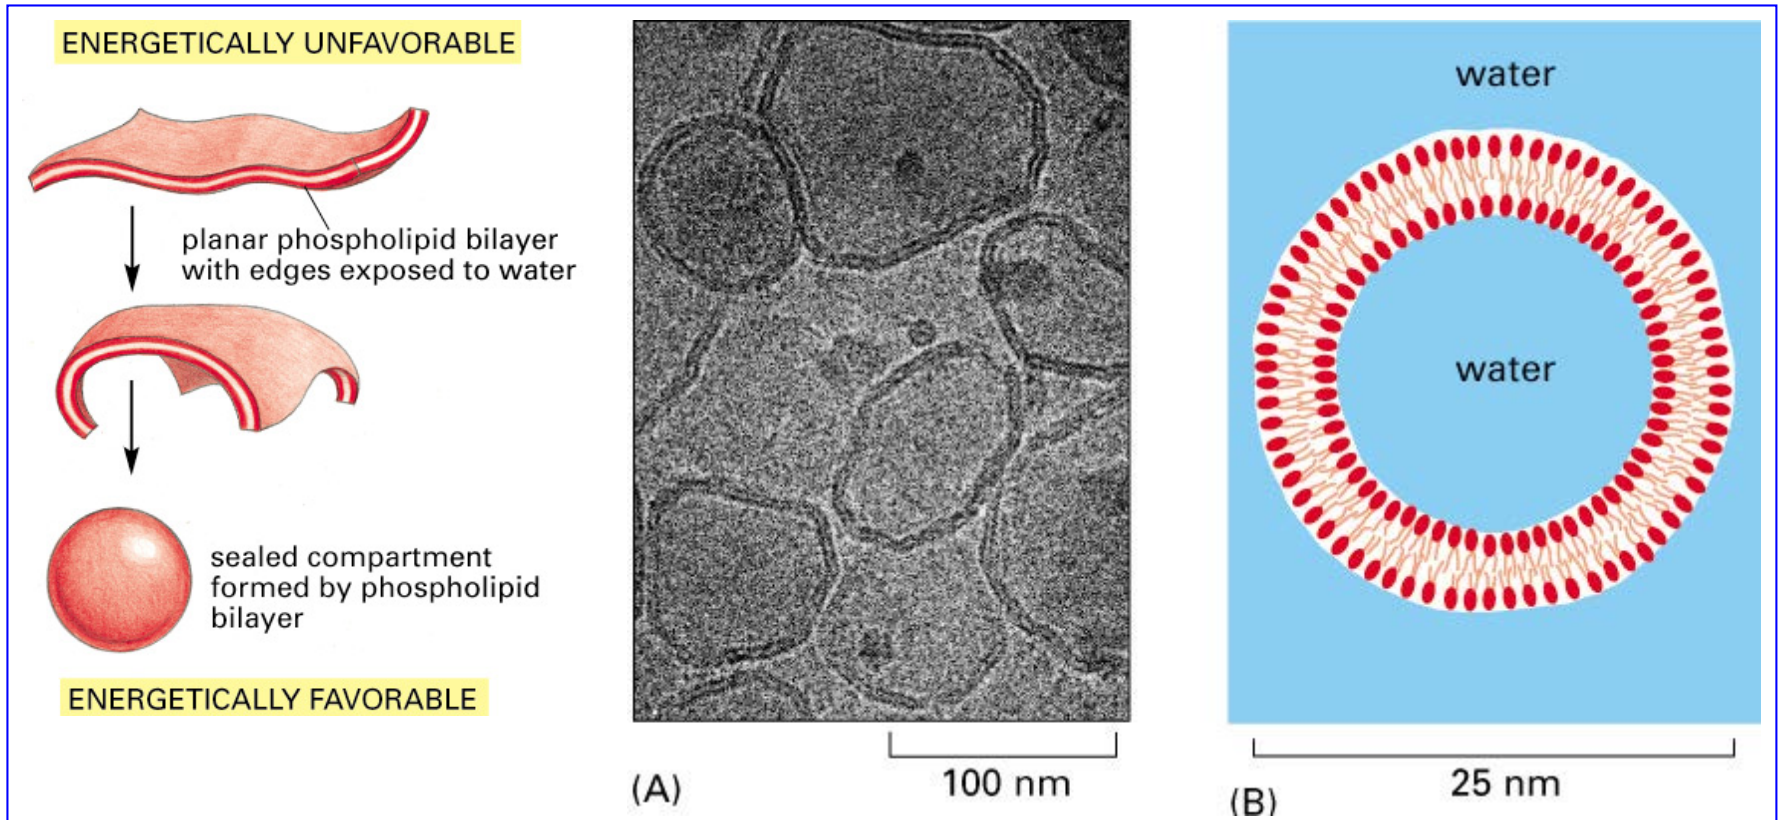 ENERGETICALLY UNFAVORABLE
planar phospholipid bilayer
with edges exposed to water
sealed compartment
formed by phospholipid
bilayer
ENERGETICALLY FAVORABLE
(A)
100 nm
water
water
(B)
25 nm